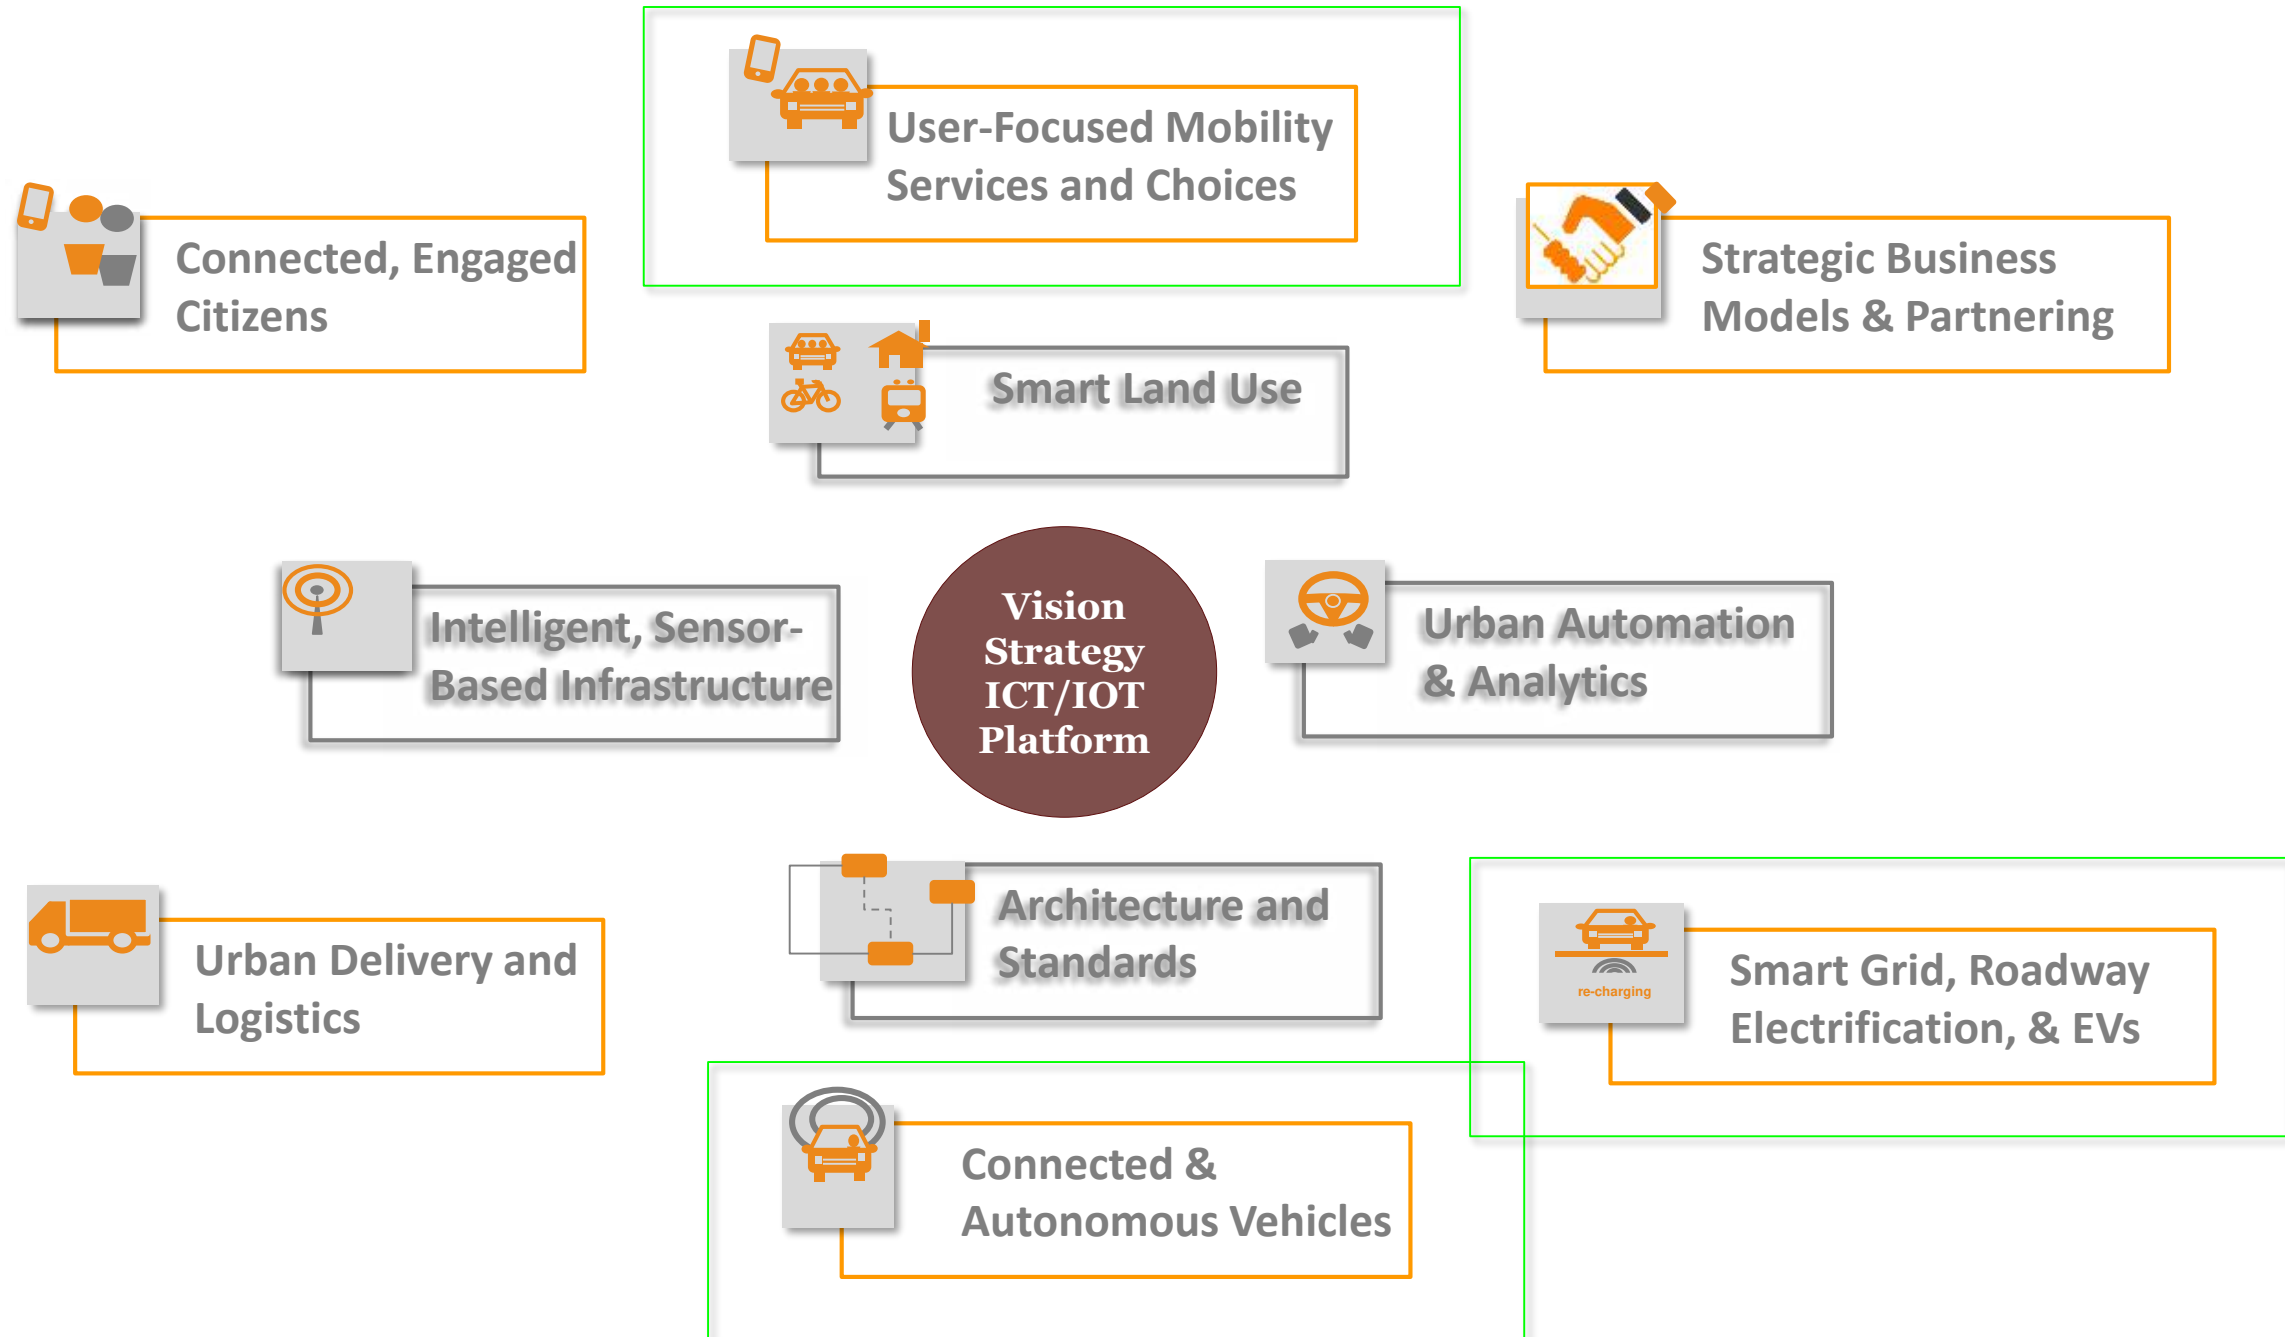 User-Focused Mobility
Services and Choices
Connected, Engaged
Citizens
Strategic Business
Models & Partnering
Smart Land Use
Intelligent, Sensor-
Based Infrastructure
Vision
Strategy
ICT/IOT
Platform
Urban Automation
& Analytics
Urban Delivery and
Logistics
Architecture and
Standards
re-charging
Smart Grid, Roadway
Electrification, & EVs
Connected &
Autonomous Vehicles